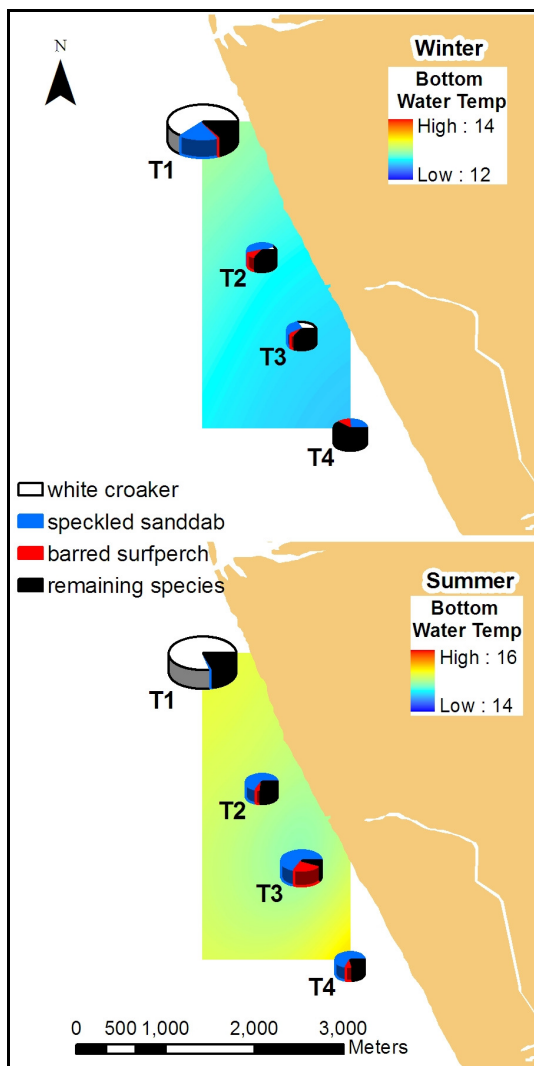 N
Winter
Bottom
Water Temp
High : 14
Low : 12
T1
T2
T3
T4
white croaker
speckled sanddab
barred surfperch
remaining species
Summer
Bottom
Water Temp
High : 16
Low : 14
T1
T2
T3
T4
0 500 1,000 2,000 3,000
Meters